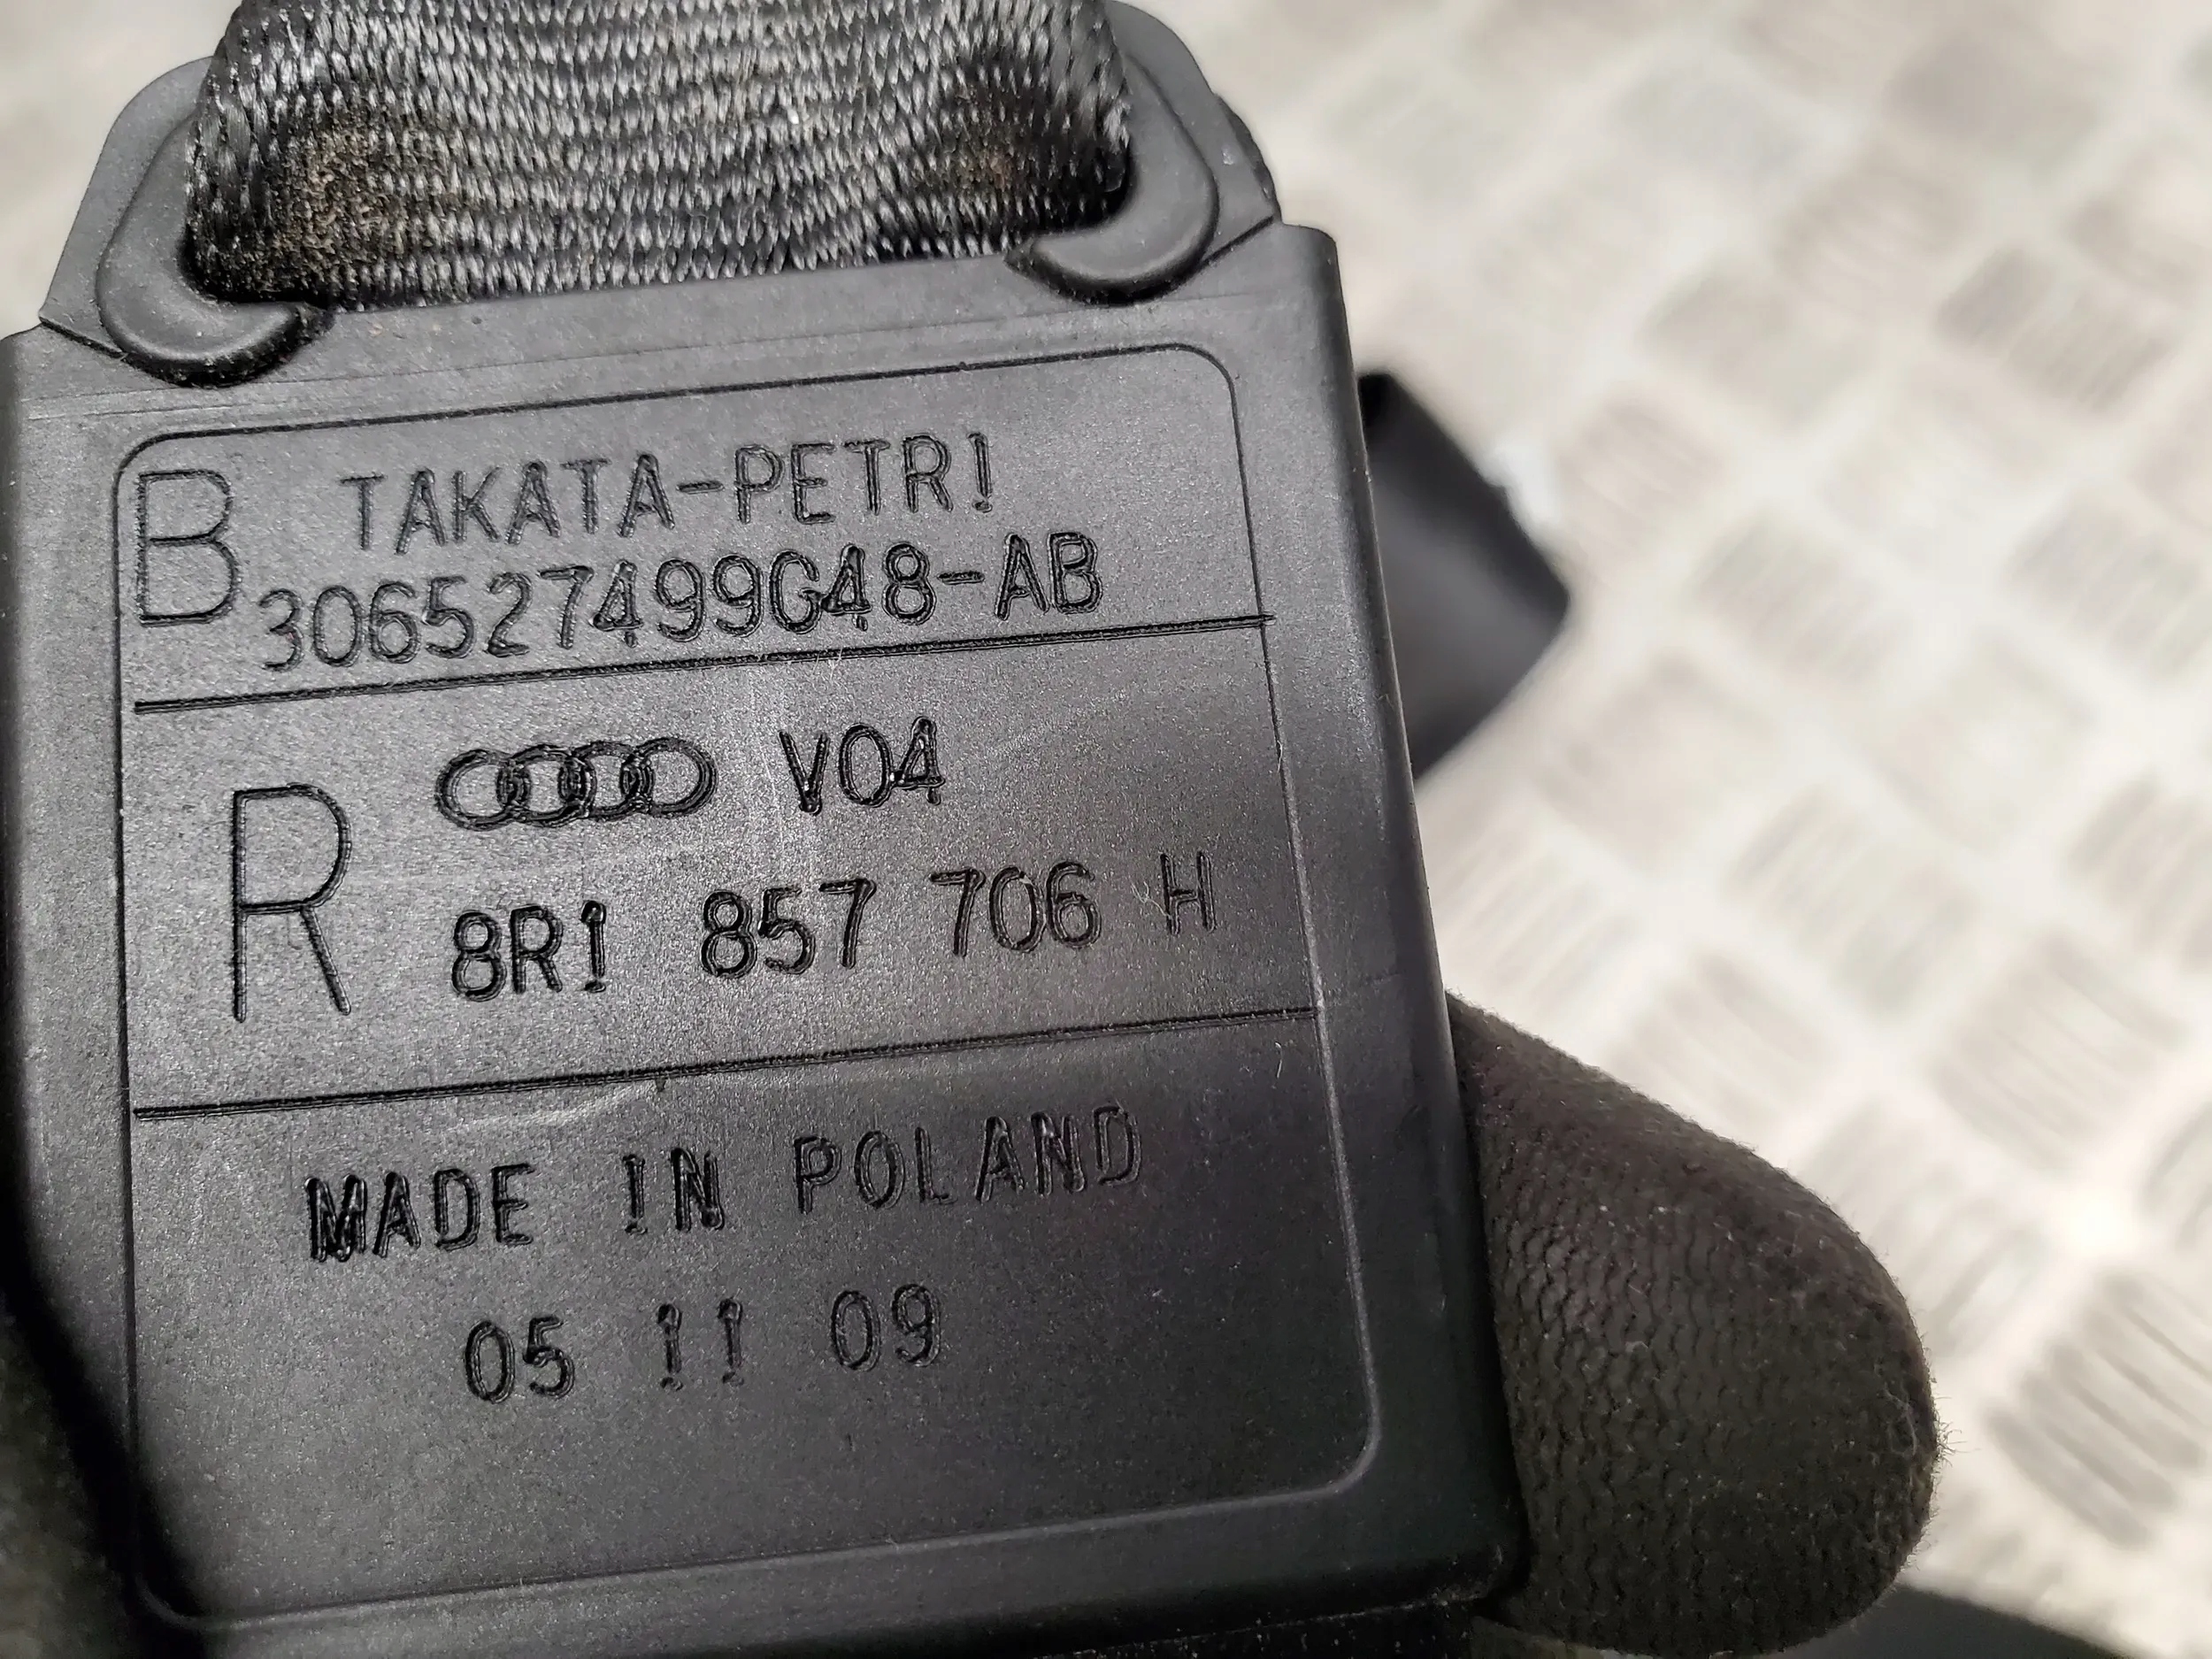 B TAKATA-PETRI
306527499G48-AB
R V04
8R1 857 706 H
MADE IN POLAND
05 11 09